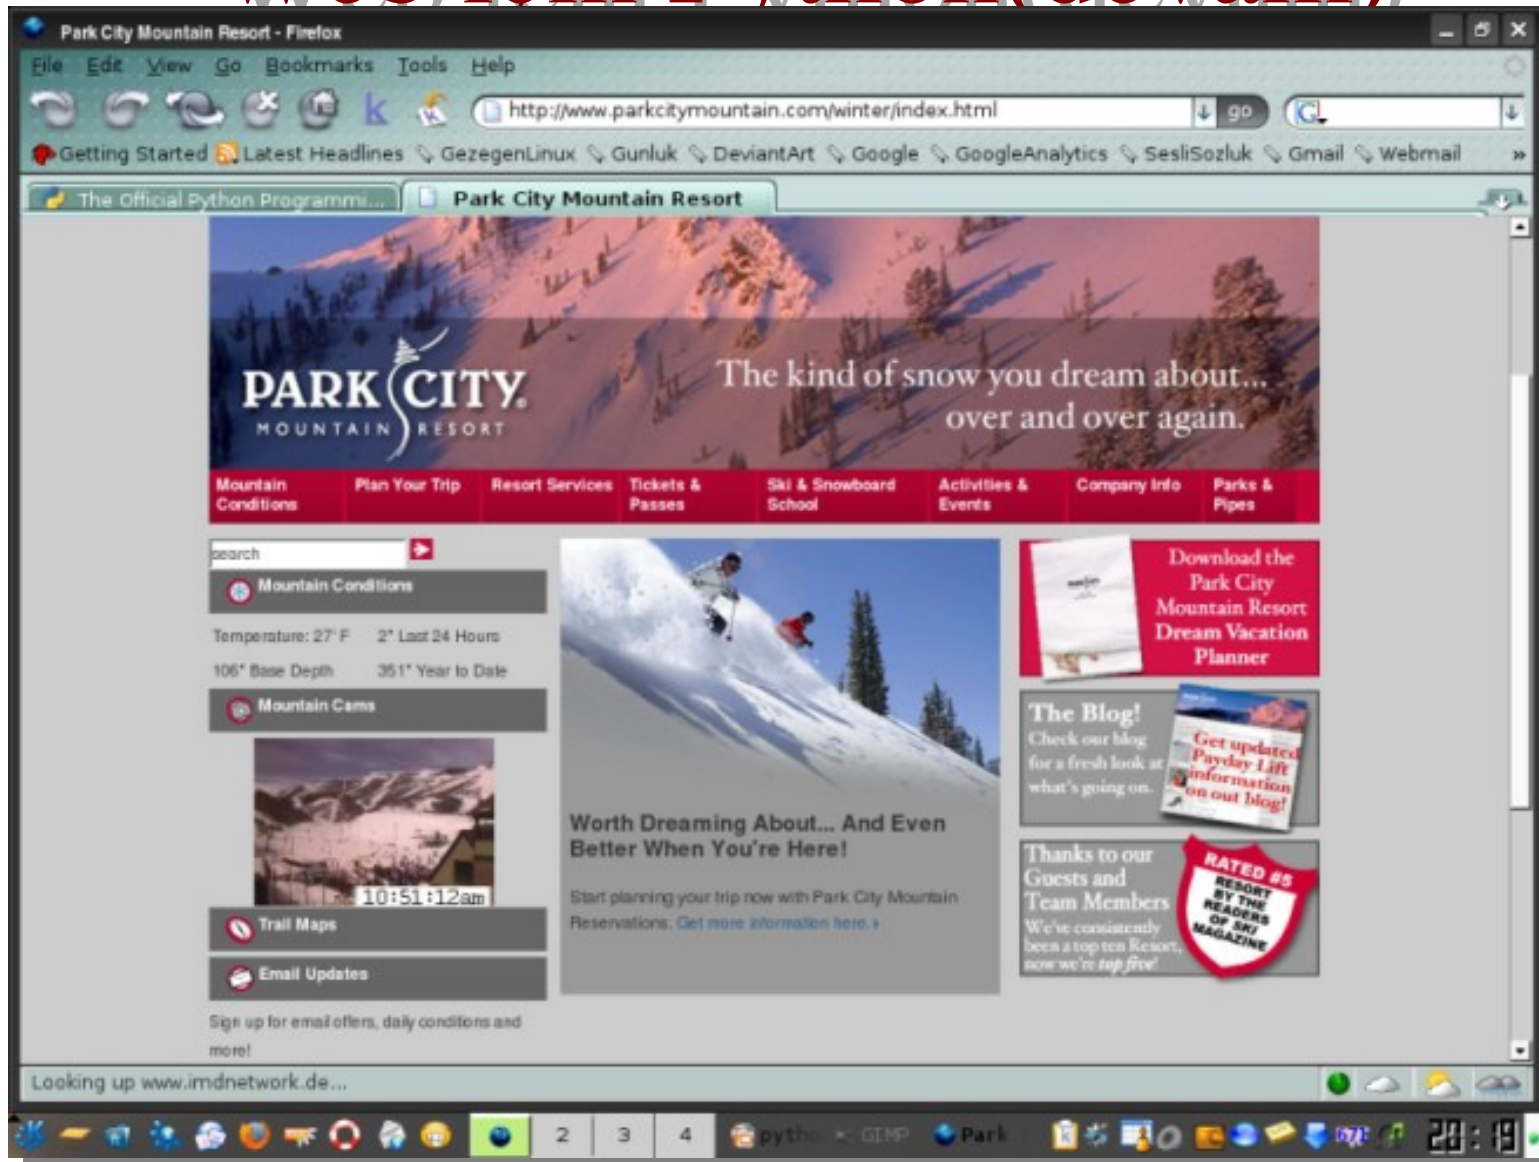 Park City Mountain Resort - Firefox
File Edit View Go Bookmarks Tools Help
http://www.parkcitymountain.com/winter/index.html
go
Getting Started Latest Headlines GezegenLinux Gunluk DeviantArt Google GoogleAnalytics SesliSozluk Gmail Webmail »
The Official Python Programmi... Park City Mountain Resort
PARK CITY
MOUNTAIN RESORT
The kind of snow you dream about...
over and over again.
Mountain Conditions
Plan Your Trip
Resort Services
Tickets & Passes
Ski & Snowboard School
Activities & Events
Company Info
Parks & Pipes
search
Mountain Conditions
Temperature: 27° F 2" Last 24 Hours
106" Base Depth 351" Year to Date
Mountain Cams
10:51:12am
Trail Maps
Email Updates
Sign up for email offers, daily conditions and
more!
Worth Dreaming About... And Even
Better When You're Here!
Start planning your trip now with Park City Mountain
Reservations. Get more information here.
Download the
Park City
Mountain Resort
Dream Vacation
Planner
The Blog!
Check our blog
for a fresh look at
what's going on.
Get updated
Payday Lift
information
on out blog!
Thanks to our
Guests and
Team Members
We've consistently
been a top ten Resort,
now we're top five!
RATED #5
RESORT
BY THE
READERS
OF SKI
MAGAZINE
Looking up www.imdnetwork.de...
2 3 4 pytho GIMP Park 671 20:19